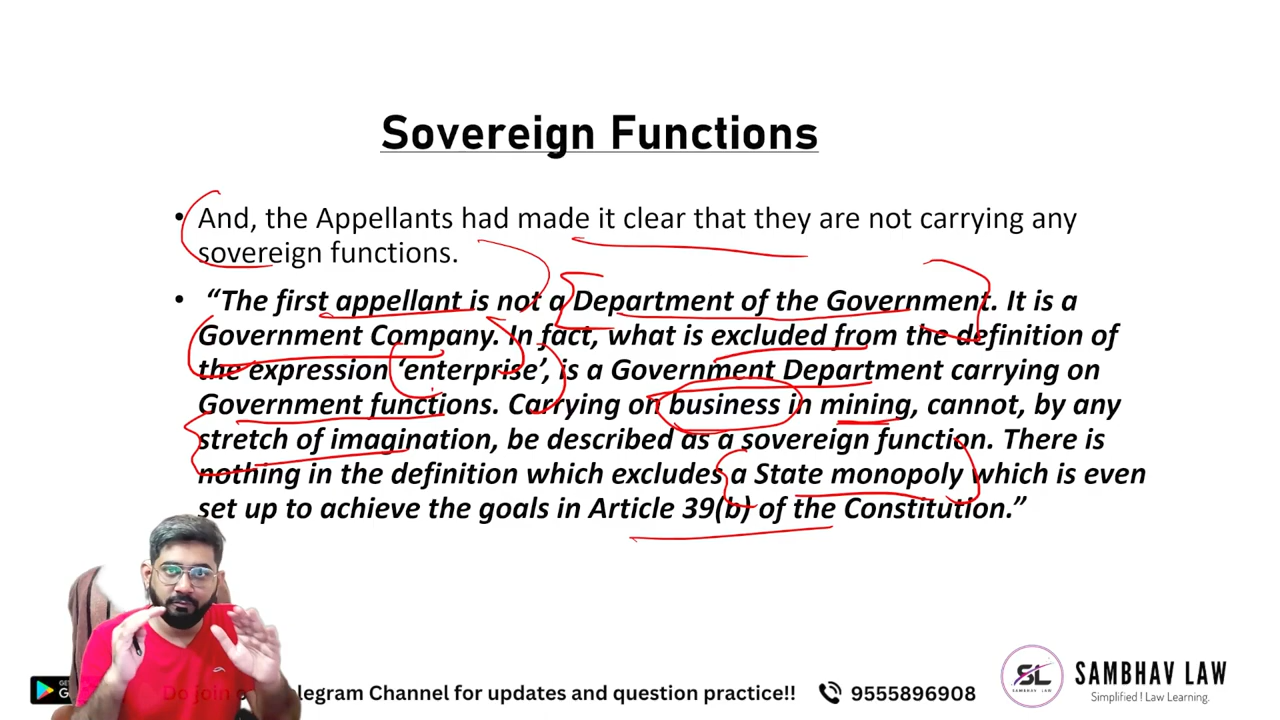 Sovereign Functions
• And, the Appellants had made it clear that they are not carrying any
sovereign functions.
• “The first appellant is not a Department of the Government. It is a
Government Company. In fact, what is excluded from the definition of
the expression ‘enterprise’, is a Government Department carrying on
Government functions. Carrying on business in mining, cannot, by any
stretch of imagination, be described as a sovereign function. There is
nothing in the definition which excludes a State monopoly which is even
set up to achieve the goals in Article 39(b) of the Constitution.”
SL
SAMBHAV LAW
SAMBHAV LAW
Simplified ! Law Learning.
Channel for updates and question practice!! 9555896908